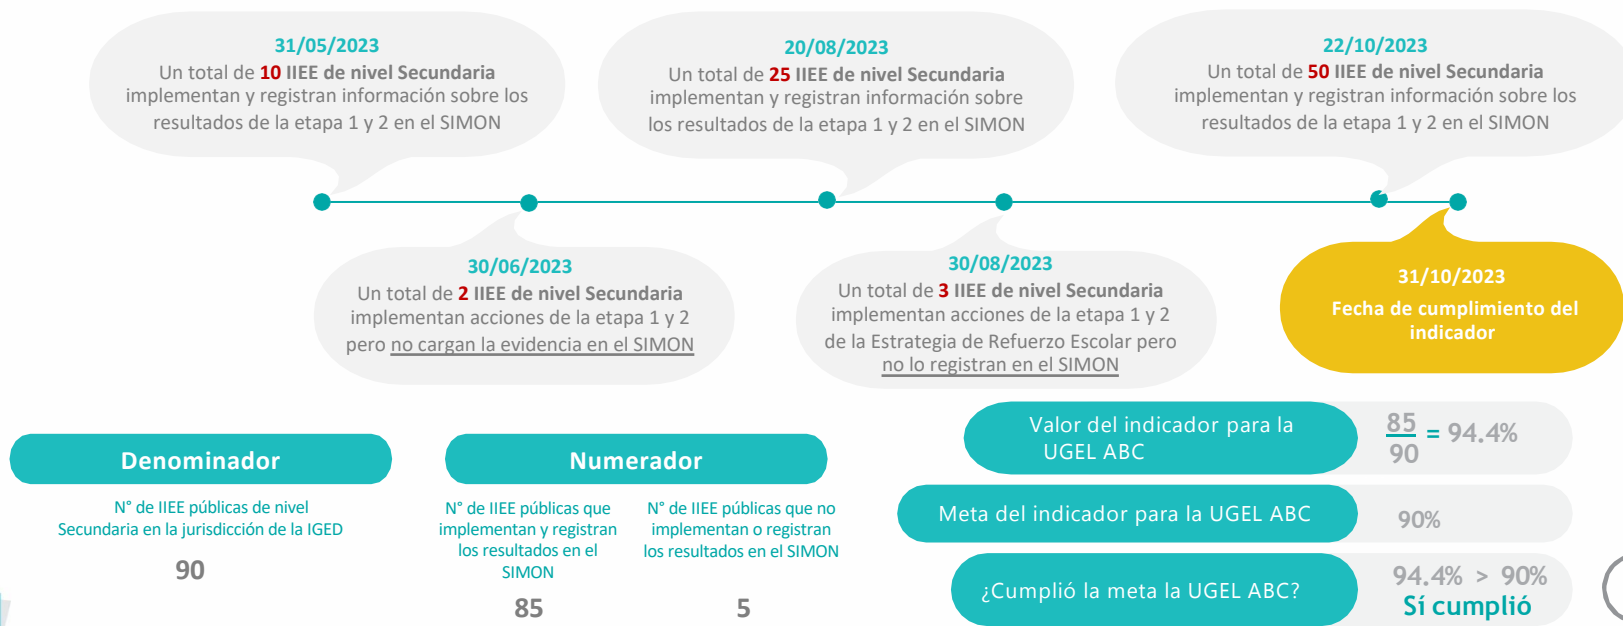 31/05/2023
Un total de 10 IIEE de nivel Secundaria
implementan y registran información sobre los
resultados de la etapa 1 y 2 en el SIMON
20/08/2023
Un total de 25 IIEE de nivel Secundaria
implementan y registran información sobre
los resultados de la etapa 1 y 2 en el SIMON
22/10/2023
Un total de 50 IIEE de nivel Secundaria
implementan y registran información sobre los
resultados de la etapa 1 y 2 en el SIMON
30/06/2023
Un total de 2 IIEE de nivel Secundaria
implementan acciones de la etapa 1 y 2
pero no cargan la evidencia en el SIMON
30/08/2023
Un total de 3 IIEE de nivel Secundaria
implementan acciones de la etapa 1 y 2
de la Estrategia de Refuerzo Escolar pero
no lo registran en el SIMON
31/10/2023
Fecha de cumplimiento del
indicador
Denominador
N° de IIEE públicas de nivel
Secundaria en la jurisdicción de la IGED
90
Numerador
N° de IIEE públicas que
implementan y registran
los resultados en el
SIMON
85
N° de IIEE públicas que no
implementan o registran
los resultados en el SIMON
5
Valor del indicador para la
UGEL ABC
85
90
= 94.4%
Meta del indicador para la UGEL ABC
90%
¿Cumplió la meta la UGEL ABC?
94.4% > 90%
Sí cumplió